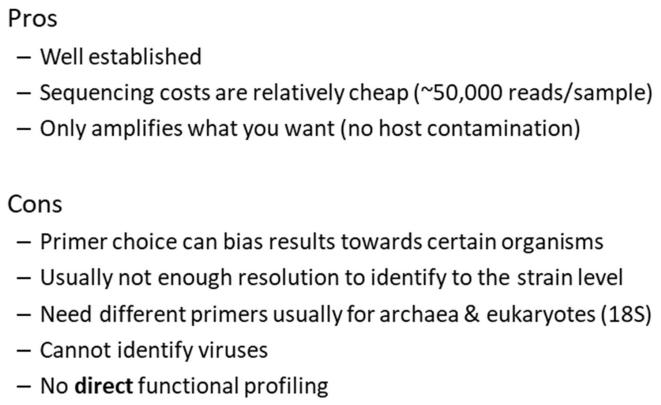 Pros
– Well established
– Sequencing costs are relatively cheap (~50,000 reads/sample)
– Only amplifies what you want (no host contamination)
Cons
– Primer choice can bias results towards certain organisms
– Usually not enough resolution to identify to the strain level
– Need different primers usually for archaea & eukaryotes (18S)
– Cannot identify viruses
– No direct functional profiling